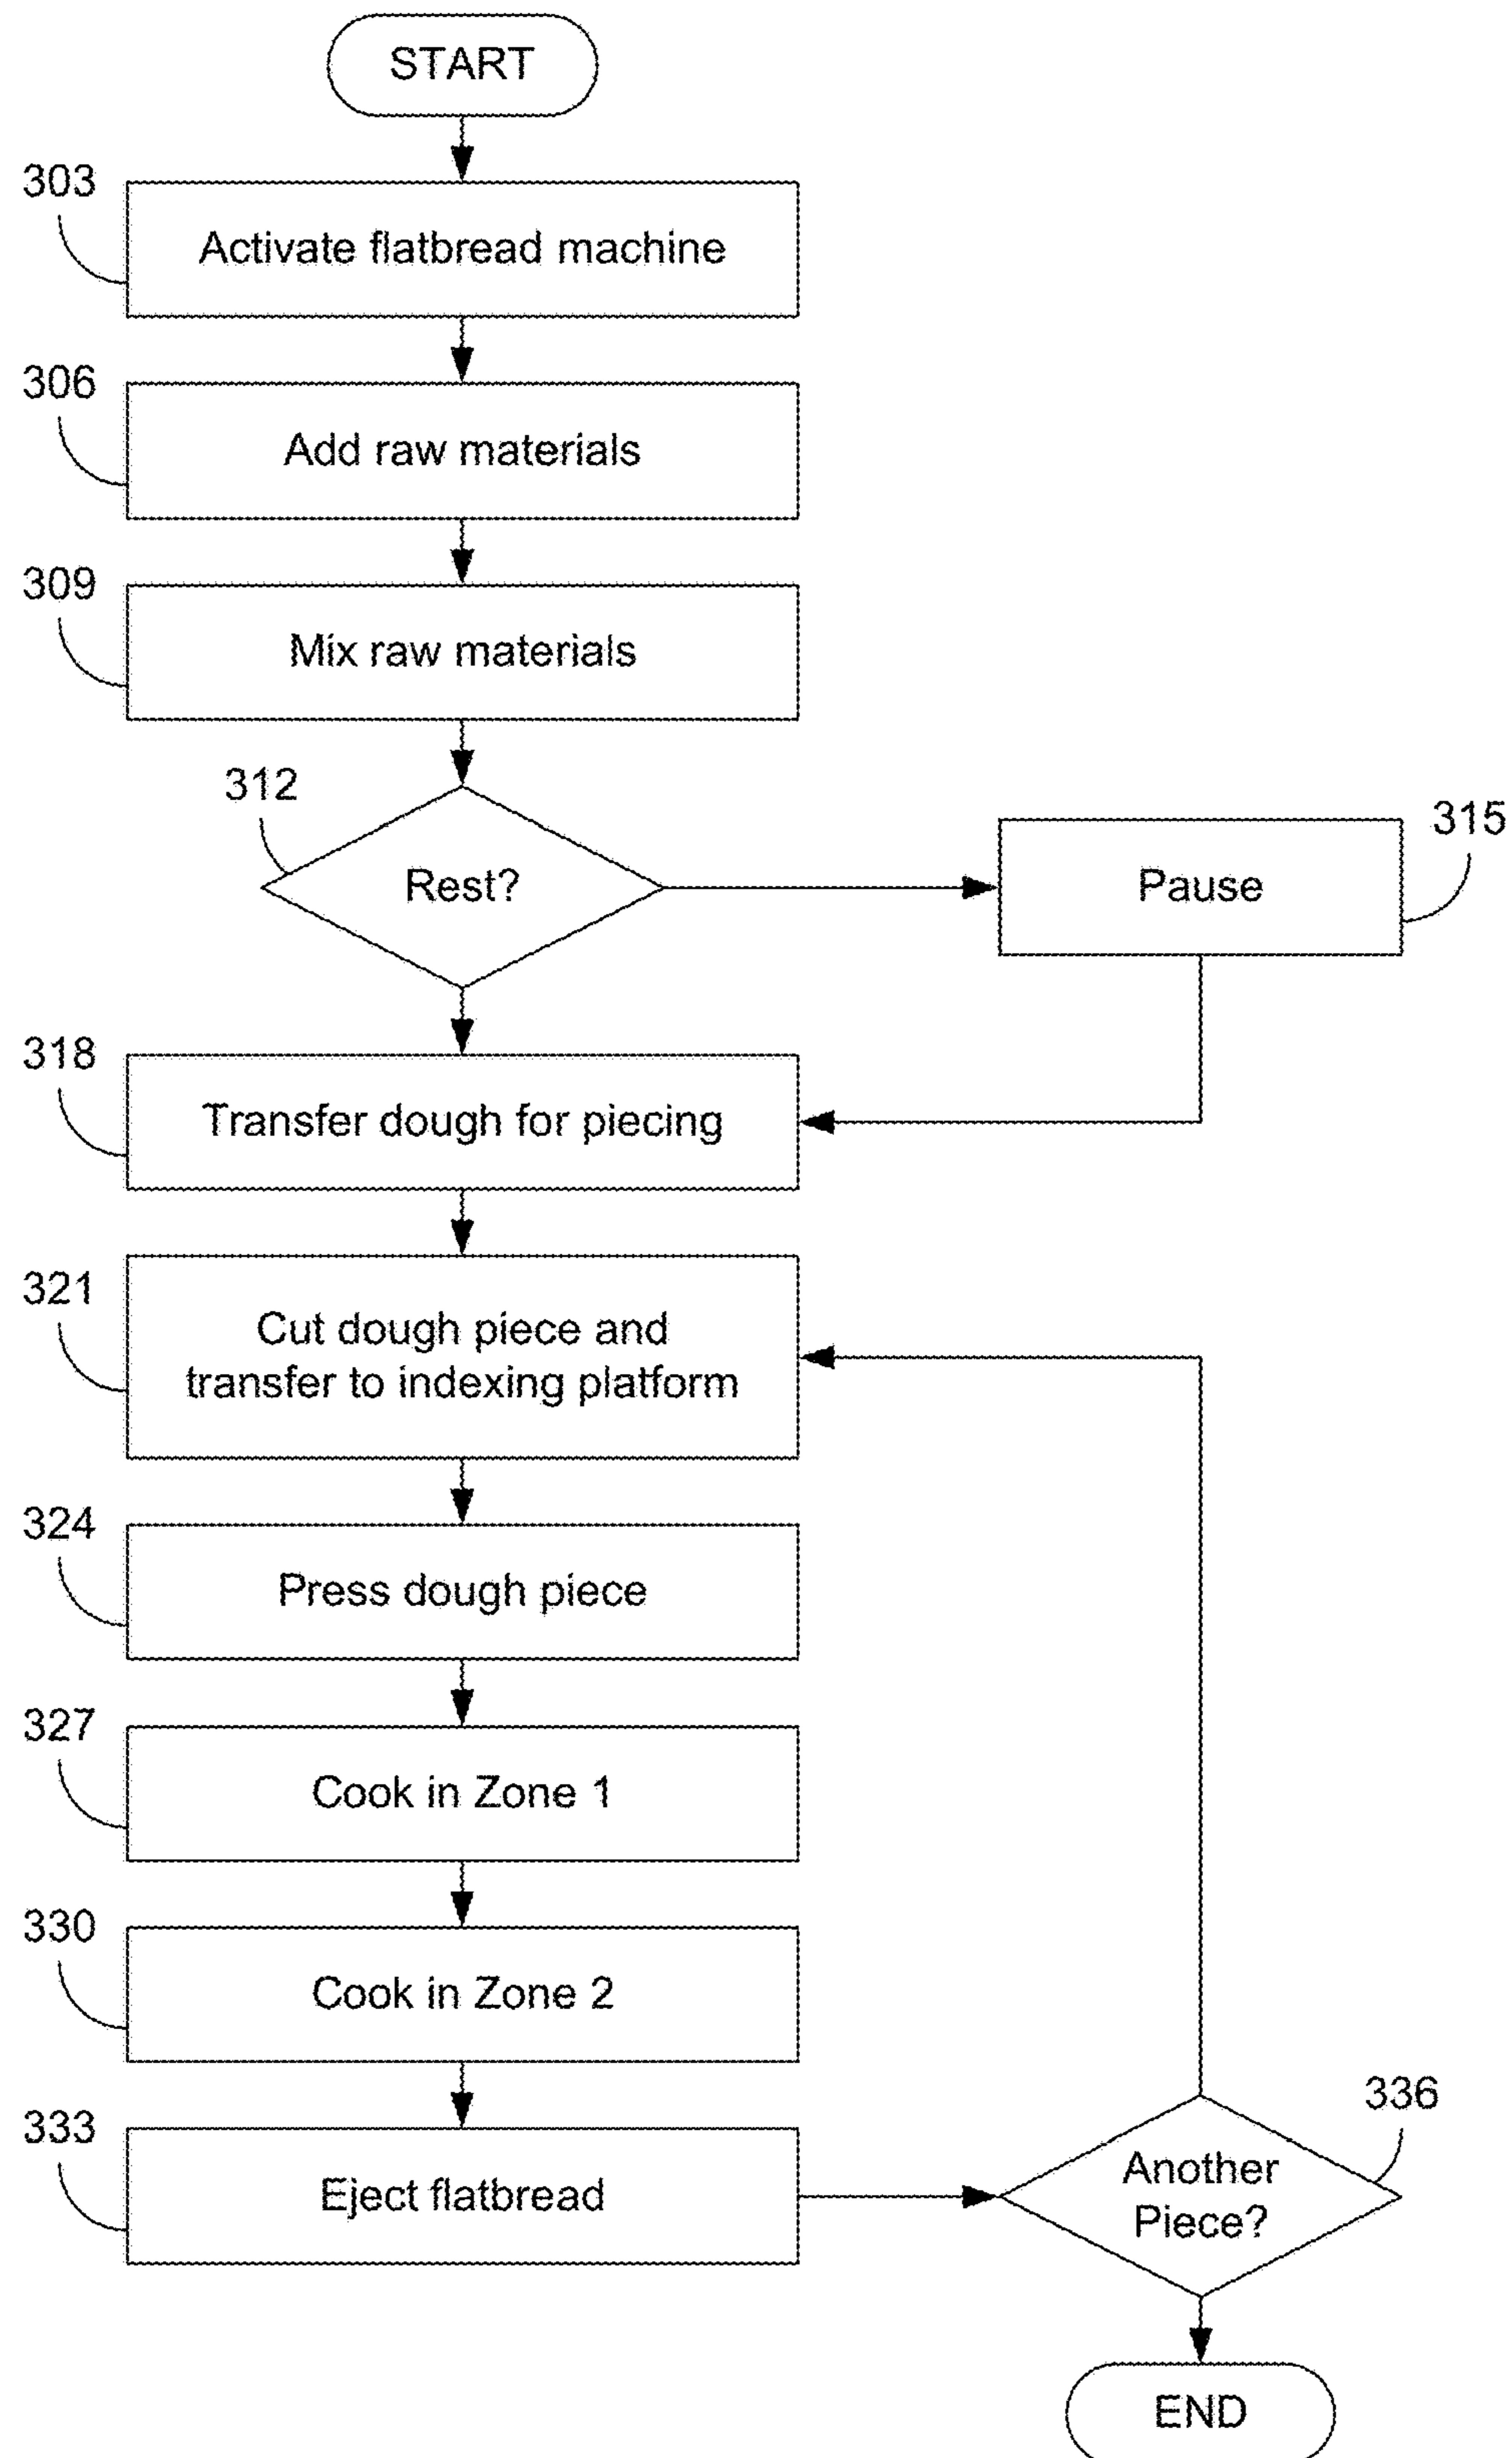 START
303
Activate flatbread machine
306
Add raw materials
309
Mix raw materials
312
Rest?
315
Pause
318
Transfer dough for piecing
321
Cut dough piece and
transfer to indexing platform
324
Press dough piece
327
Cook in Zone 1
330
Cook in Zone 2
333
Eject flatbread
336
Another
Piece?
END